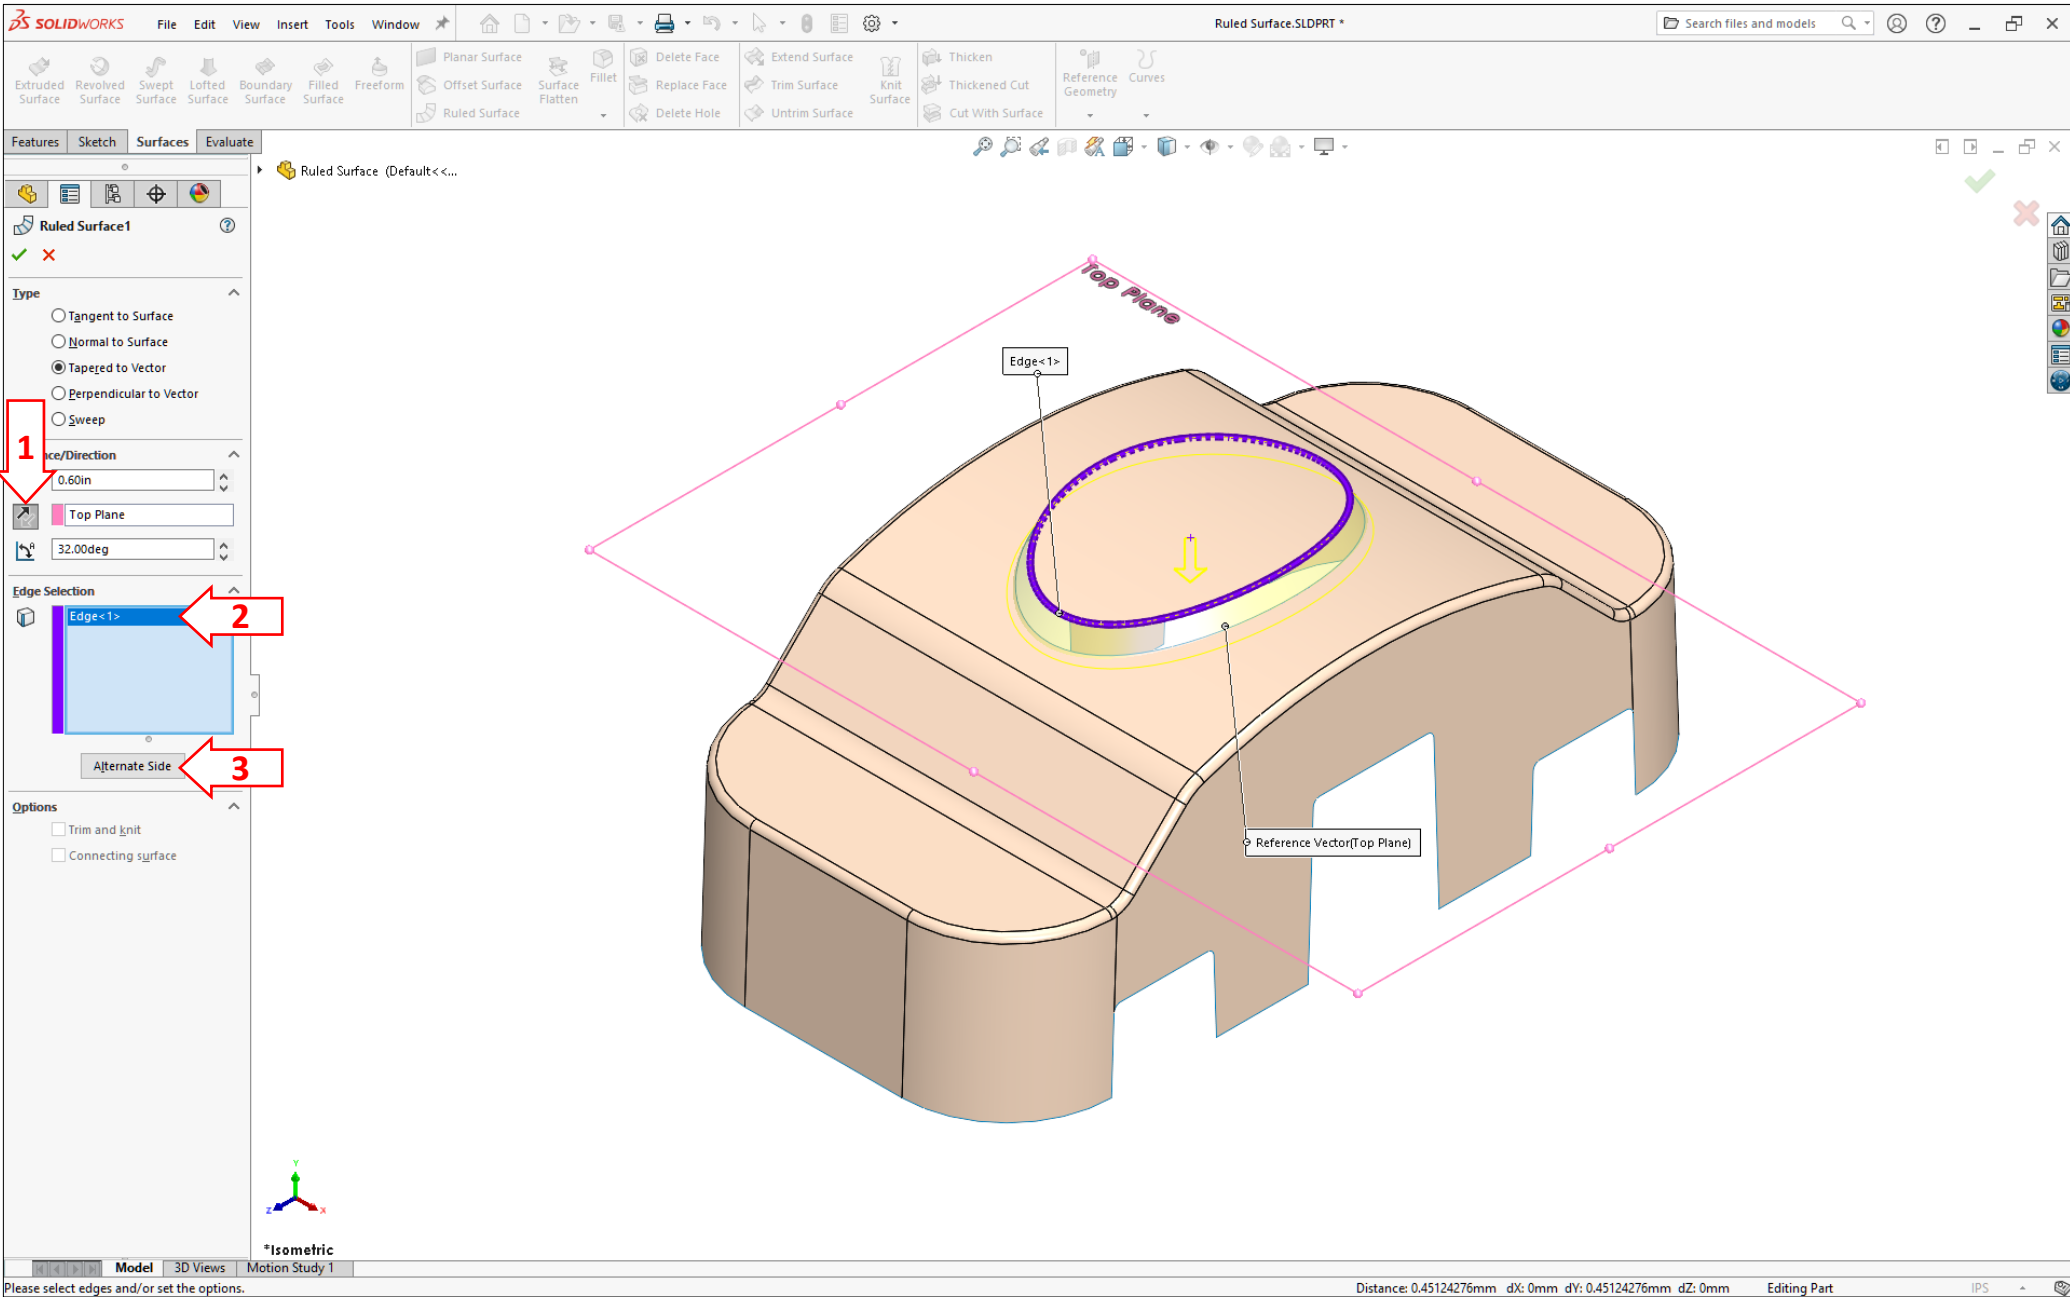 SOLIDWORKS File Edit View Insert Tools Window Ruled Surface.SLDPRT * Search files and models
Extruded Surface
Revolved Surface
Swept Surface
Lofted Surface
Boundary Surface
Filled Surface
Freeform
Planar Surface
Offset Surface
Ruled Surface
Surface Flatten
Fillet
Delete Face
Replace Face
Delete Hole
Extend Surface
Trim Surface
Untrim Surface
Knit Surface
Thicken
Thickened Cut
Cut With Surface
Reference Geometry
Curves
Features Sketch Surfaces Evaluate
Ruled Surface (Default<<...
Ruled Surface1
Type
Tangent to Surface
Normal to Surface
Tapered to Vector
Perpendicular to Vector
Sweep
1
nce/Direction
0.60in
Top Plane
32.00deg
Edge Selection
Edge<1>
2
Alternate Side
3
Options
Trim and knit
Connecting surface
Top Plane
Edge<1>
Reference Vector(Top Plane)
Y
Z
X
*Isometric
Model 3D Views Motion Study 1
Please select edges and/or set the options. Distance: 0.45124276mm dX: 0mm dY: 0.45124276mm dZ: 0mm Editing Part IPS